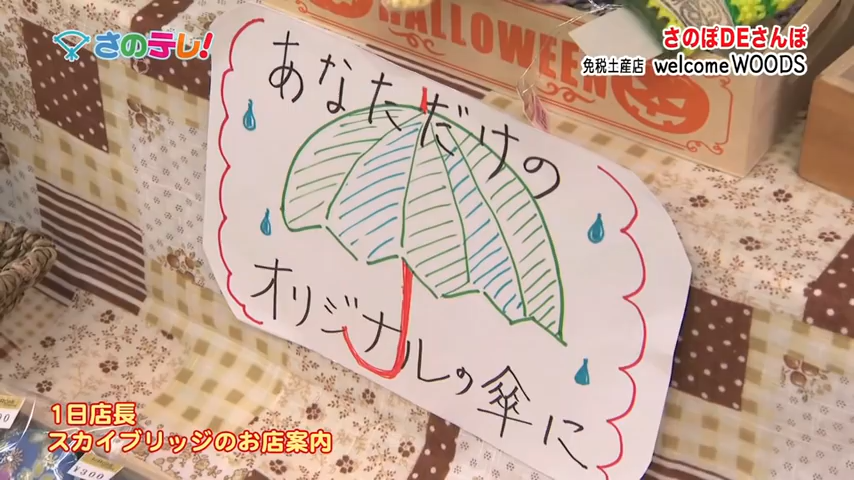 さのテレ!
さのぽDEさんぽ
免税土産店 welcome WOODS
HALLOWEEN
あなただけの
オリジナルの傘に
1日店長
スカイブリッジのお店案内
¥300